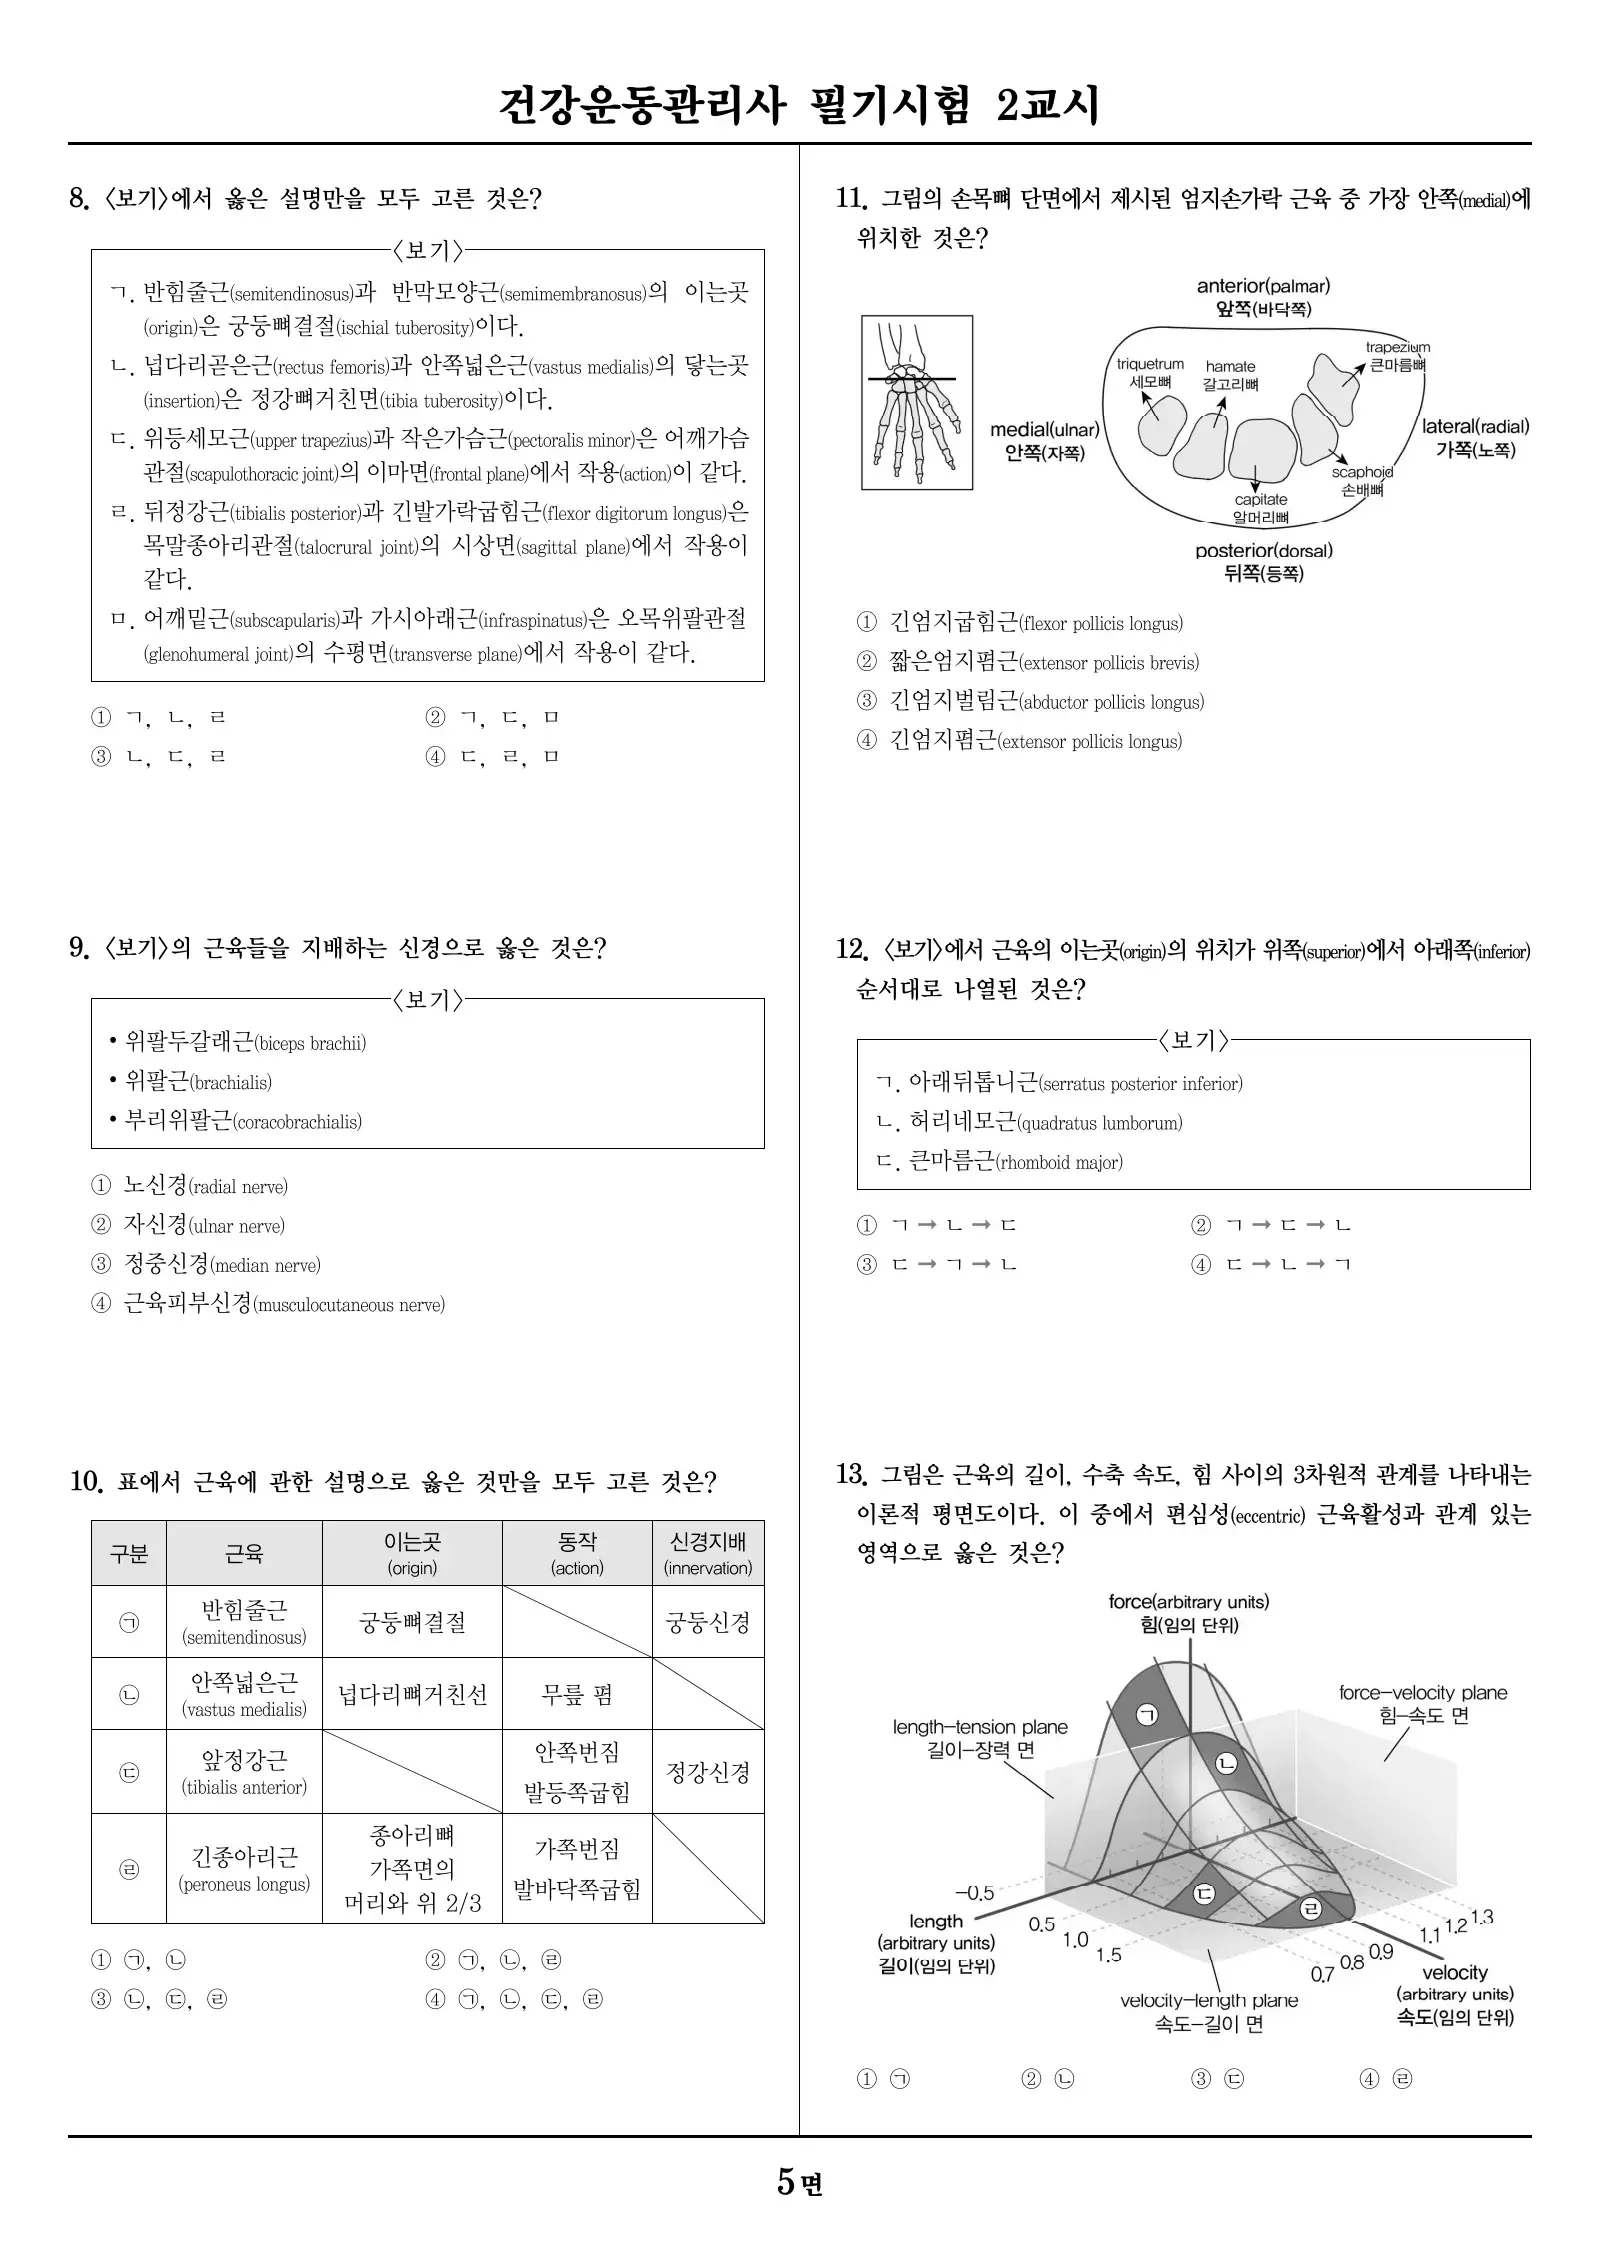 건강운동관리사 필기시험 2교시
8. 〈보기〉에서 옳은 설명만을 모두 고른 것은?
〈보기〉
ㄱ. 반힘줄근(semitendinosus)과 반막모양근(semimembranosus)의 이는곳
(origin)은 궁둥뼈결절(ischial tuberosity)이다.
ㄴ. 넙다리곧은근(rectus femoris)과 안쪽넓은근(vastus medialis)의 닿는곳
(insertion)은 정강뼈거친면(tibia tuberosity)이다.
ㄷ. 위등세모근(upper trapezius)과 작은가슴근(pectoralis minor)은 어깨가슴
관절(scapulothoracic joint)의 이마면(frontal plane)에서 작용(action)이 같다.
ㄹ. 뒤정강근(tibialis posterior)과 긴발가락굽힘근(flexor digitorum longus)은
목말종아리관절(talocrural joint)의 시상면(sagittal plane)에서 작용이
같다.
ㅁ. 어깨밑근(subscapularis)과 가시아래근(infraspinatus)은 오목위팔관절
(glenohumeral joint)의 수평면(transverse plane)에서 작용이 같다.
① ㄱ, ㄴ, ㄹ ② ㄱ, ㄷ, ㅁ
③ ㄴ, ㄷ, ㄹ ④ ㄷ, ㄹ, ㅁ
9. 〈보기〉의 근육들을 지배하는 신경으로 옳은 것은?
〈보기〉
• 위팔두갈래근(biceps brachii)
• 위팔근(brachialis)
• 부리위팔근(coracobrachialis)
① 노신경(radial nerve)
② 자신경(ulnar nerve)
③ 정중신경(median nerve)
④ 근육피부신경(musculocutaneous nerve)
10. 표에서 근육에 관한 설명으로 옳은 것만을 모두 고른 것은?
구분 근육 이는곳 (origin) 동작 (action) 신경지배 (innervation)
㉠ 반힘줄근 (semitendinosus) 궁둥뼈결절 궁둥신경
㉡ 안쪽넓은근 (vastus medialis) 넙다리뼈거친선 무릎 폄
㉢ 앞정강근 (tibialis anterior) 안쪽번짐 발등쪽굽힘 정강신경
㉣ 긴종아리근 (peroneus longus) 종아리뼈 가쪽면의 머리와 위 2/3 가쪽번짐 발바닥쪽굽힘
① ㉠, ㉡ ② ㉠, ㉡, ㉣
③ ㉡, ㉢, ㉣ ④ ㉠, ㉡, ㉢, ㉣
11. 그림의 손목뼈 단면에서 제시된 엄지손가락 근육 중 가장 안쪽(medial)에
위치한 것은?
anterior(palmar)
앞쪽(바닥쪽)
trapezium
큰마름뼈
triquetrum
세모뼈
hamate
갈고리뼈
medial(ulnar)
안쪽(자쪽)
lateral(radial)
가쪽(노쪽)
scaphoid
손배뼈
capitate
알머리뼈
posterior(dorsal)
뒤쪽(등쪽)
① 긴엄지굽힘근(flexor pollicis longus)
② 짧은엄지폄근(extensor pollicis brevis)
③ 긴엄지벌림근(abductor pollicis longus)
④ 긴엄지폄근(extensor pollicis longus)
12. 〈보기〉에서 근육의 이는곳(origin)의 위치가 위쪽(superior)에서 아래쪽(inferior)
순서대로 나열된 것은?
〈보기〉
ㄱ. 아래뒤톱니근(serratus posterior inferior)
ㄴ. 허리네모근(quadratus lumborum)
ㄷ. 큰마름근(rhomboid major)
① ㄱ → ㄴ → ㄷ ② ㄱ → ㄷ → ㄴ
③ ㄷ → ㄱ → ㄴ ④ ㄷ → ㄴ → ㄱ
13. 그림은 근육의 길이, 수축 속도, 힘 사이의 3차원적 관계를 나타내는
이론적 평면도이다. 이 중에서 편심성(eccentric) 근육활성과 관계 있는
영역으로 옳은 것은?
force(arbitrary units)
힘(임의 단위)
force–velocity plane
힘–속도 면
length–tension plane
길이–장력 면
ㄱ
ㄴ
ㄷ
ㄹ
–0.5
0.5
1.0
1.5
length
(arbitrary units)
길이(임의 단위)
0.7 0.8 0.9 1.1 1.2 1.3
velocity
(arbitrary units)
속도(임의 단위)
velocity–length plane
속도–길이 면
① ㉠ ② ㉡ ③ ㉢ ④ ㉣
5면